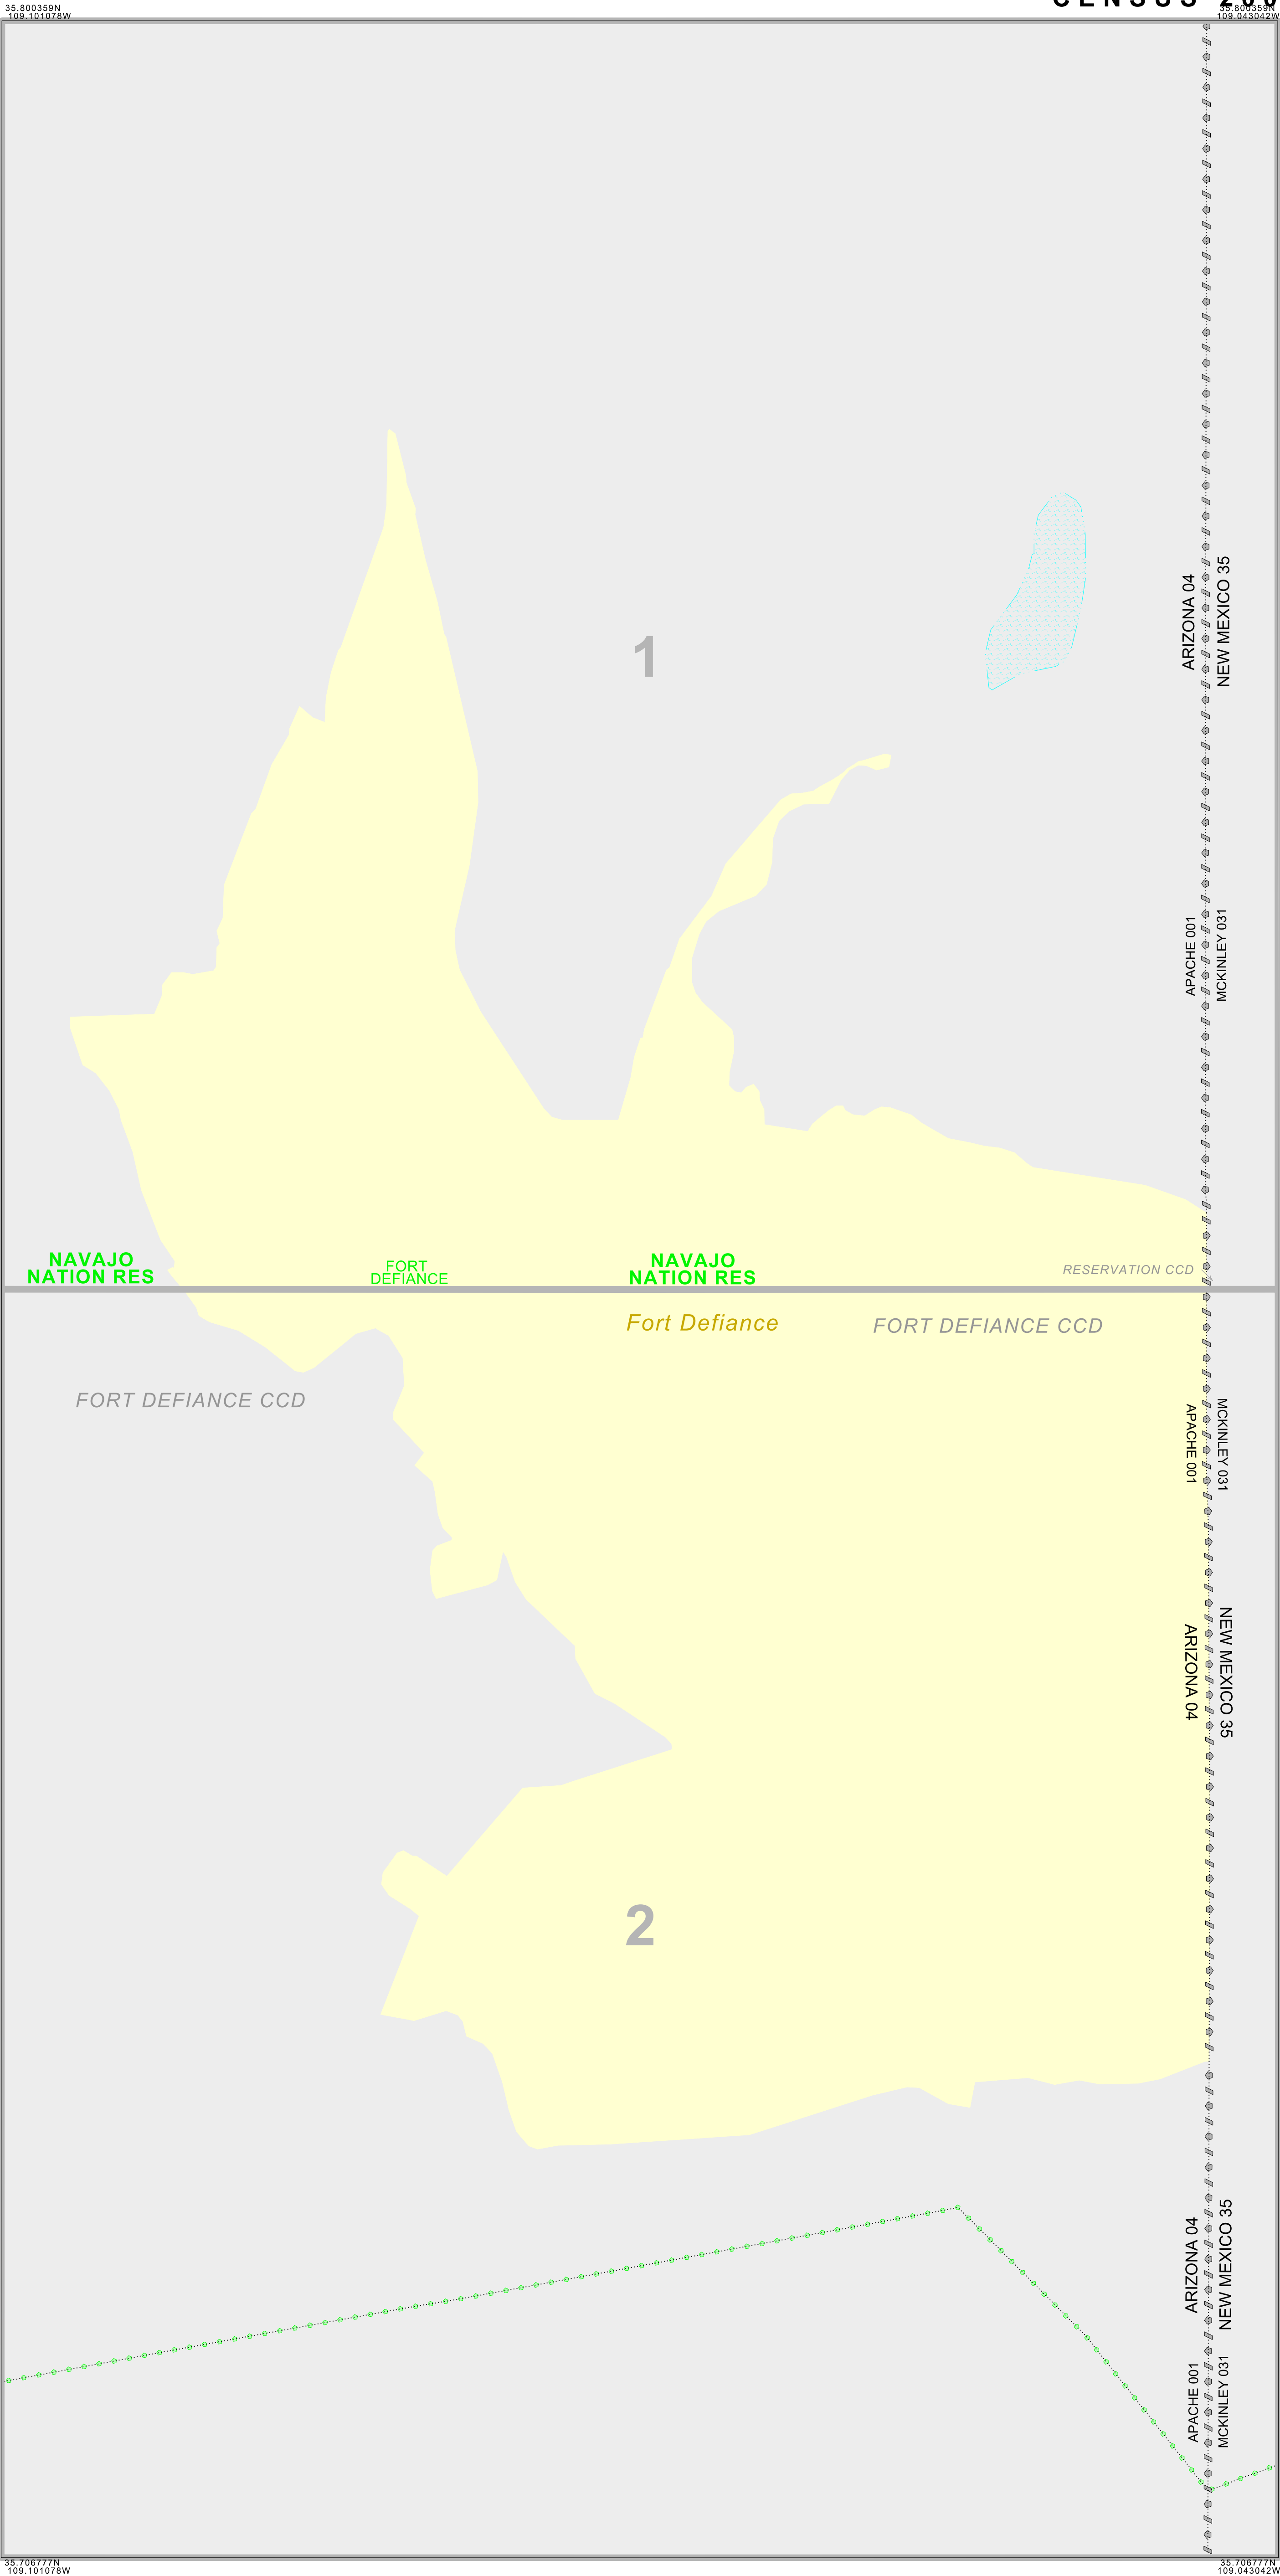 CENSUS 200
35.800359N
109.101078W
35.800359N
109.043042W
1
ARIZONA 04
NEW MEXICO 35
APACHE 001
MCKINLEY 031
NAVAJO
NATION RES
FORT
DEFIANCE
NAVAJO
NATION RES
RESERVATION CCD
Fort Defiance
FORT DEFIANCE CCD
FORT DEFIANCE CCD
MCKINLEY 031
APACHE 001
NEW MEXICO 35
ARIZONA 04
2
ARIZONA 04
NEW MEXICO 35
APACHE 001
MCKINLEY 031
35.706777N
109.101078W
35.706777N
109.043042W